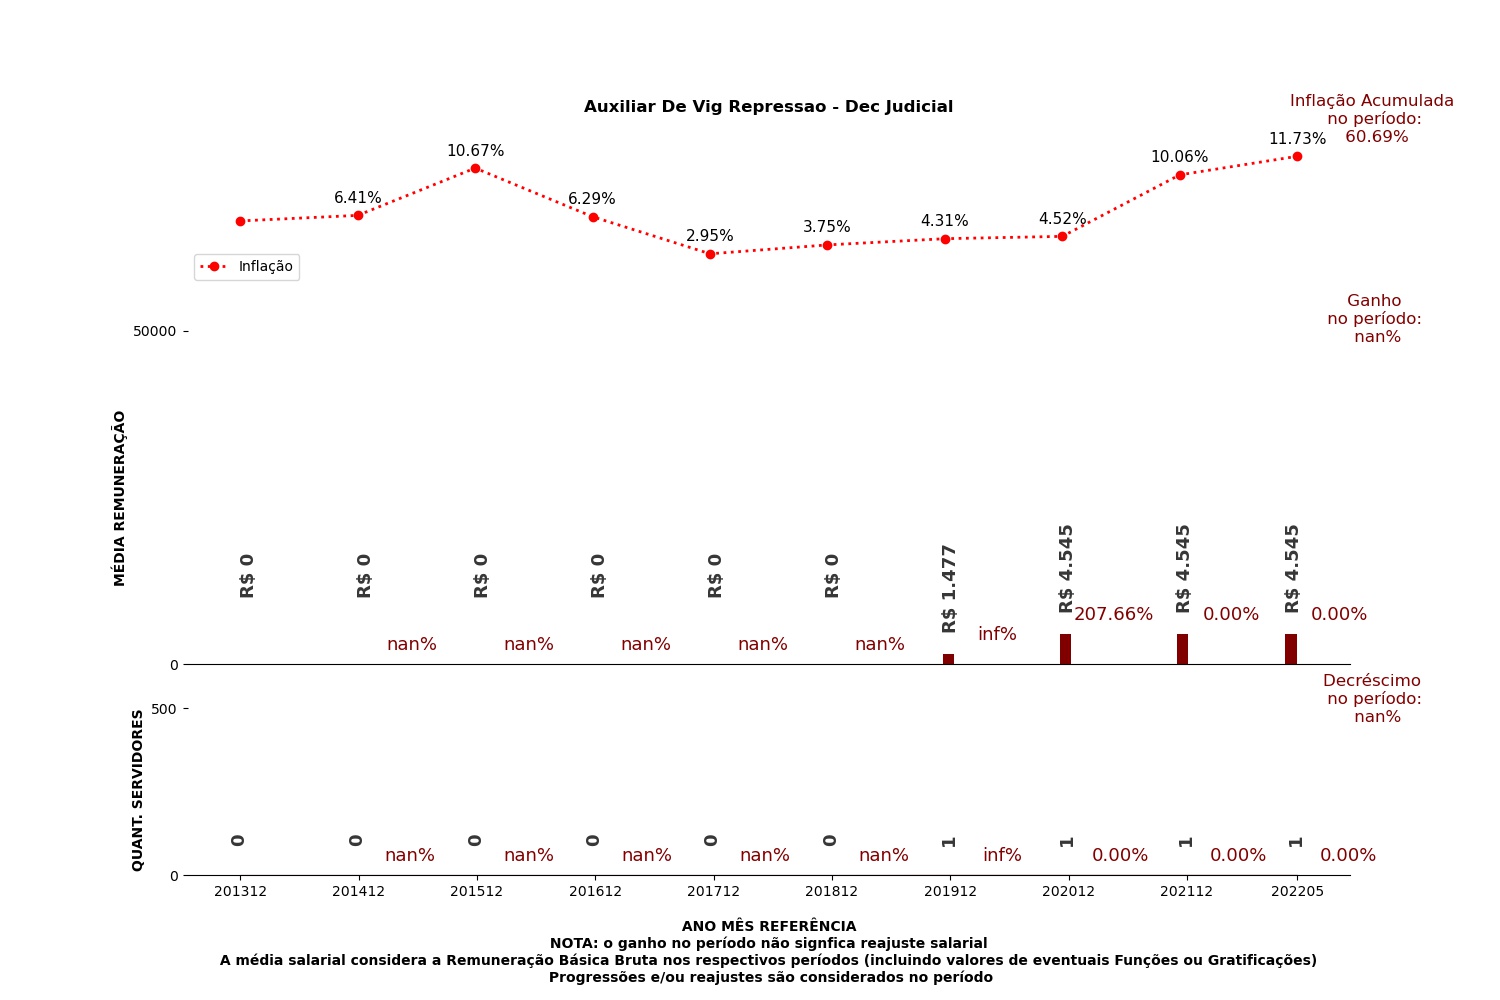 Auxiliar De Vig Repressao - Dec Judicial
Inflação Acumulada
no período:
60.69%
6.41%
10.67%
6.29%
2.95%
3.75%
4.31%
4.52%
10.06%
11.73%
Inflação
Ganho
no período:
nan%
50000
0
MÉDIA REMUNERAÇÃO
R$ 0
R$ 0
R$ 0
R$ 0
R$ 0
R$ 0
R$ 1.477
R$ 4.545
R$ 4.545
R$ 4.545
nan%
nan%
nan%
nan%
nan%
inf%
207.66%
0.00%
0.00%
Decréscimo
no período:
nan%
500
0
QUANT. SERVIDORES
0
0
0
0
0
0
1
1
1
1
nan%
nan%
nan%
nan%
nan%
inf%
0.00%
0.00%
0.00%
201312
201412
201512
201612
201712
201812
201912
202012
202112
202205
ANO MÊS REFERÊNCIA
NOTA: o ganho no período não signfica reajuste salarial
A média salarial considera a Remuneração Básica Bruta nos respectivos períodos (incluindo valores de eventuais Funções ou Gratificações)
Progressões e/ou reajustes são considerados no período